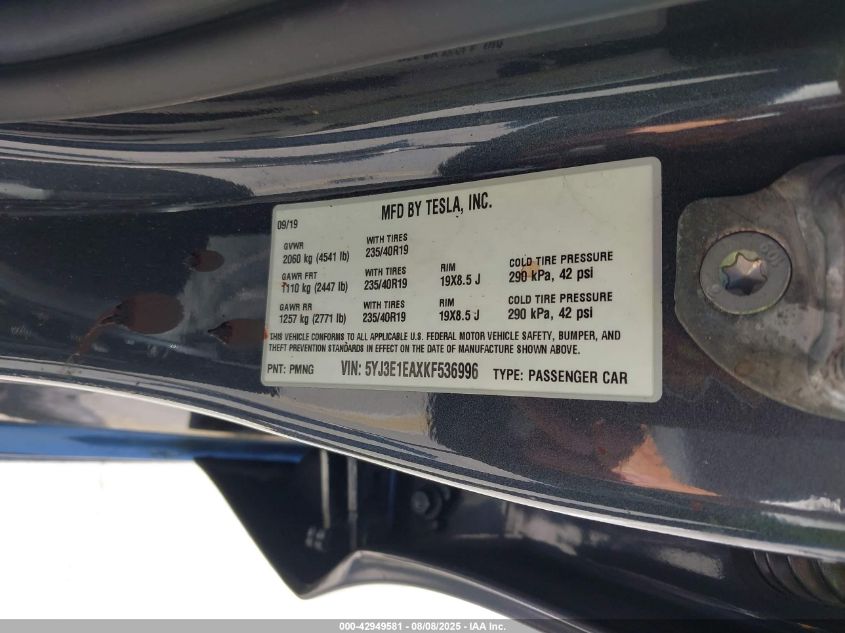 MFD BY TESLA, INC.
09/19
GVWR
2060 kg (4541 lb)
WITH TIRES
235/40R19
GAWR FRT
1110 kg (2447 lb)
WITH TIRES
235/40R19
RIM
19X8.5 J
COLD TIRE PRESSURE
290 kPa, 42 psi
GAWR RR
1257 kg (2771 lb)
WITH TIRES
235/40R19
RIM
19X8.5 J
COLD TIRE PRESSURE
290 kPa, 42 psi
THIS VEHICLE CONFORMS TO ALL APPLICABLE U.S. FEDERAL MOTOR VEHICLE SAFETY, BUMPER, AND
THEFT PREVENTION STANDARDS IN EFFECT ON THE DATE OF MANUFACTURE SHOWN ABOVE.
PNT: PMNG VIN: 5YJ3E1EAXKF536996 TYPE: PASSENGER CAR
000-42949581 - 08/08/2025 - IAA Inc.